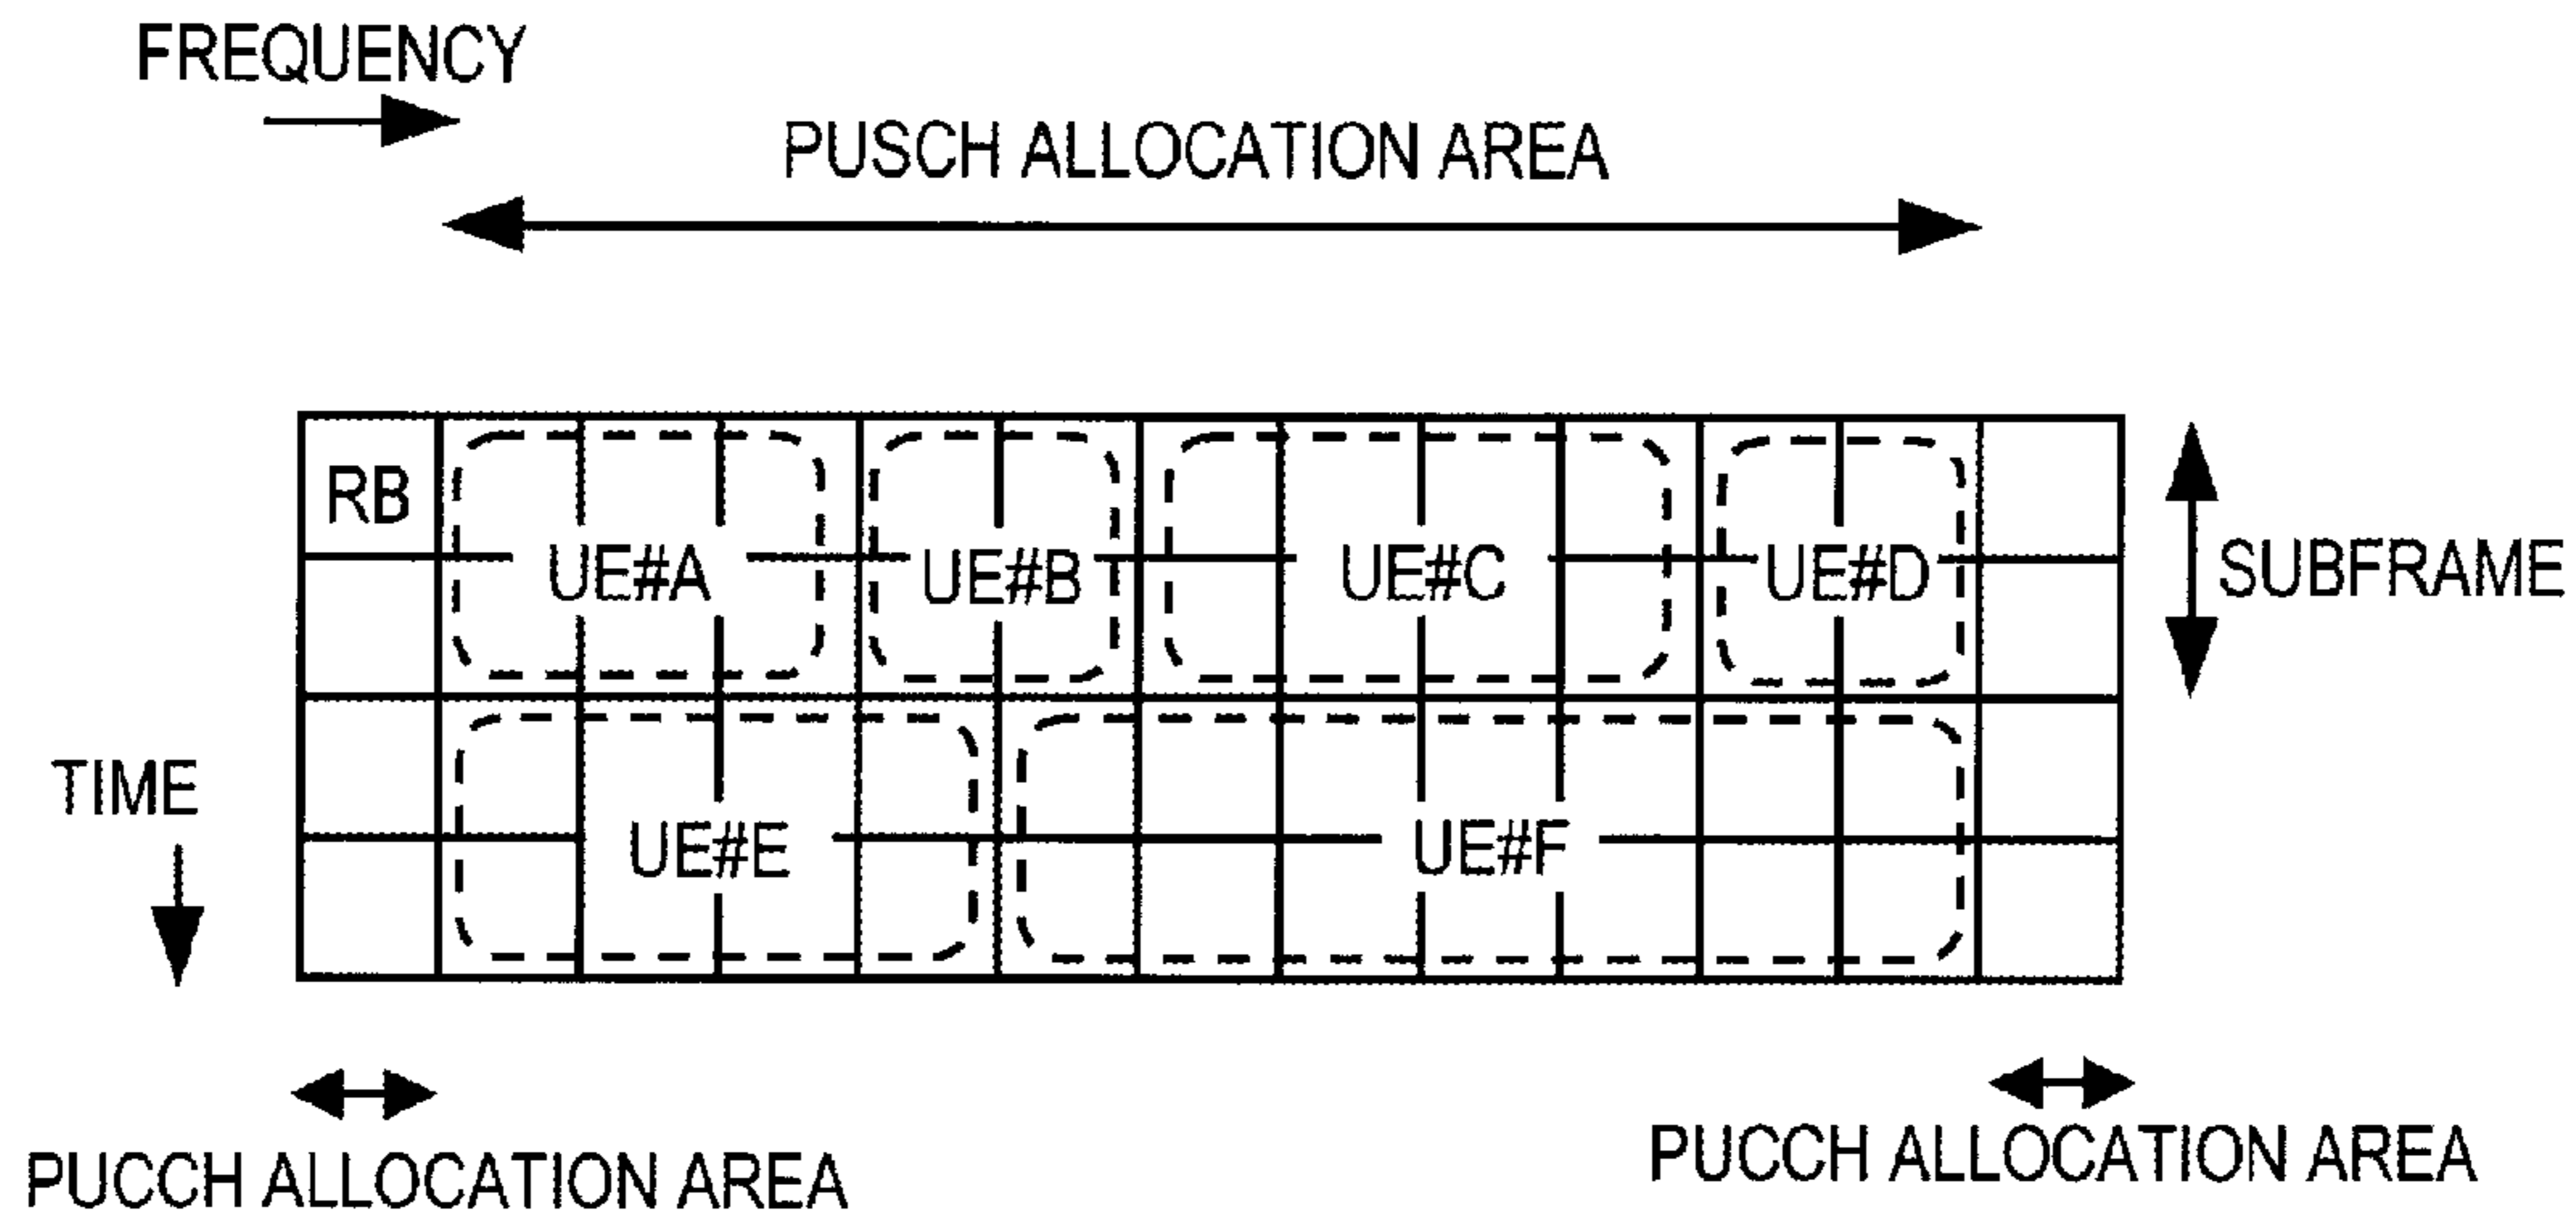 FREQUENCY
PUSCH ALLOCATION AREA
RB
UE#A
UE#B
UE#C
UE#D
SUBFRAME
TIME
UE#E
UE#F
PUCCH ALLOCATION AREA
PUCCH ALLOCATION AREA